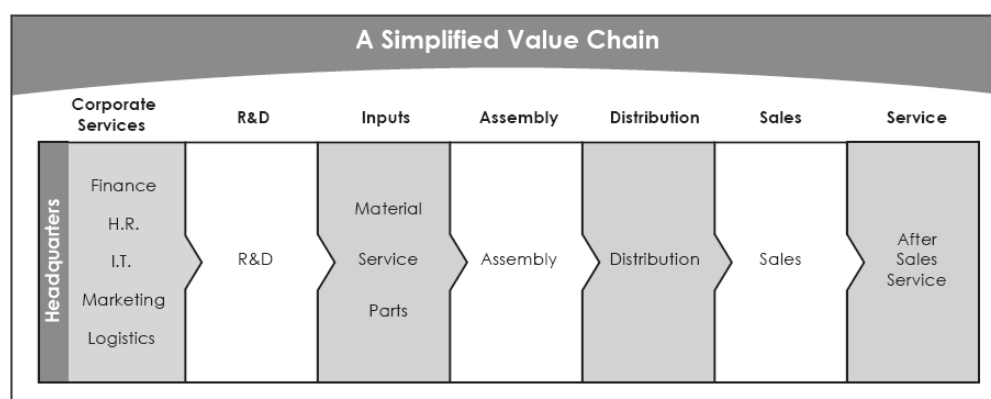 A Simplified Value Chain
Corporate
Services
R&D
Inputs
Assembly
Distribution
Sales
Service
Headquarters
Finance
H.R.
I.T.
Marketing
Logistics
R&D
Material
Service
Parts
Assembly
Distribution
Sales
After
Sales
Service